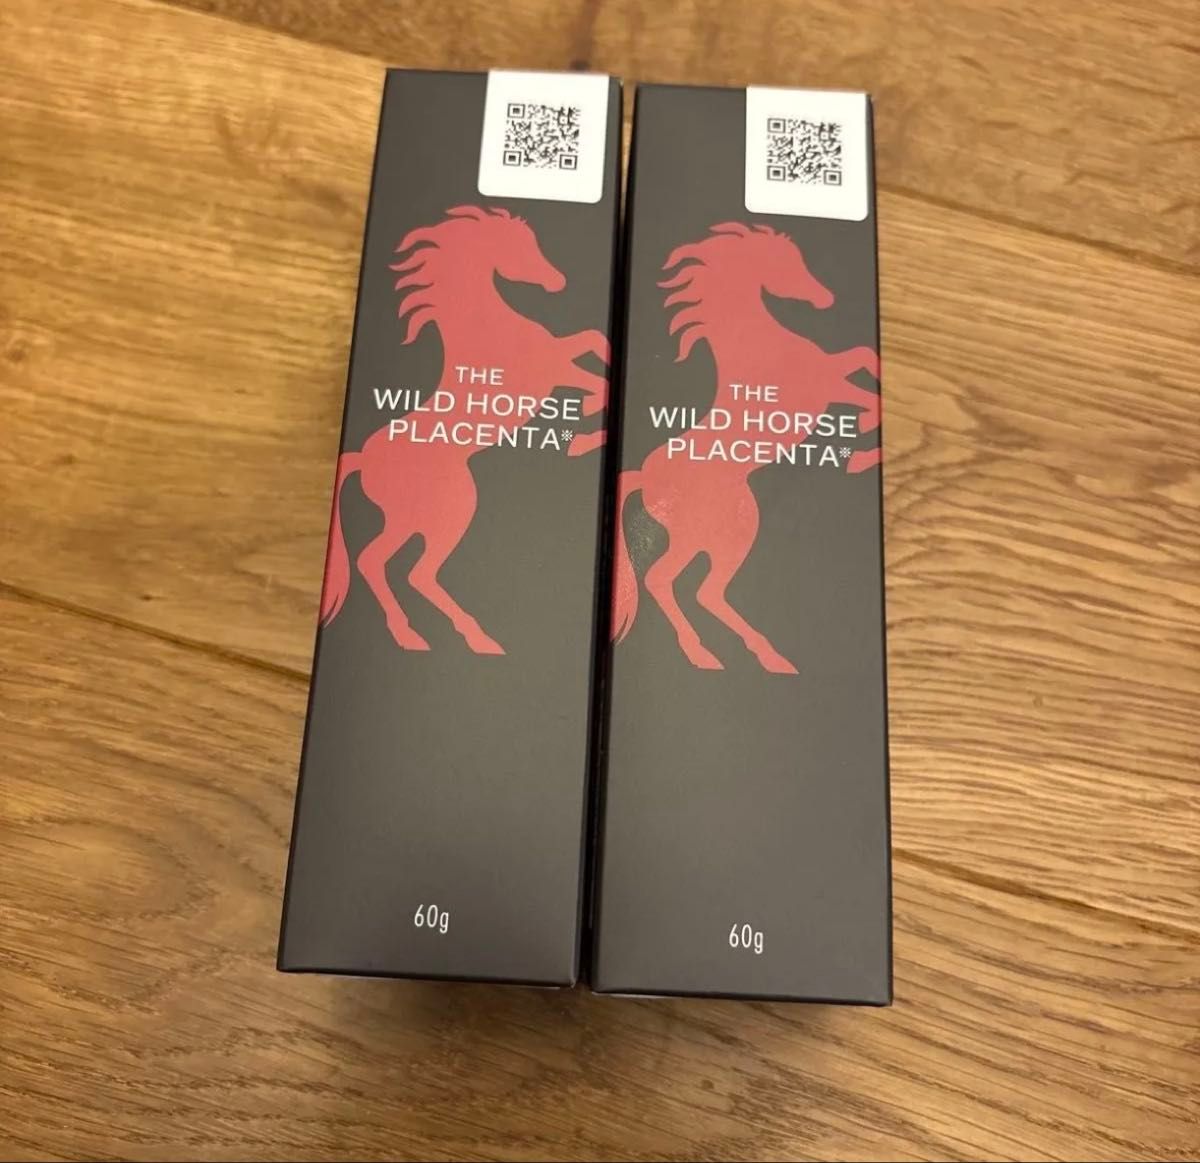 THE
WILD HORSE
PLACENTA※
60g
THE
WILD HORSE
PLACENTA※
60g